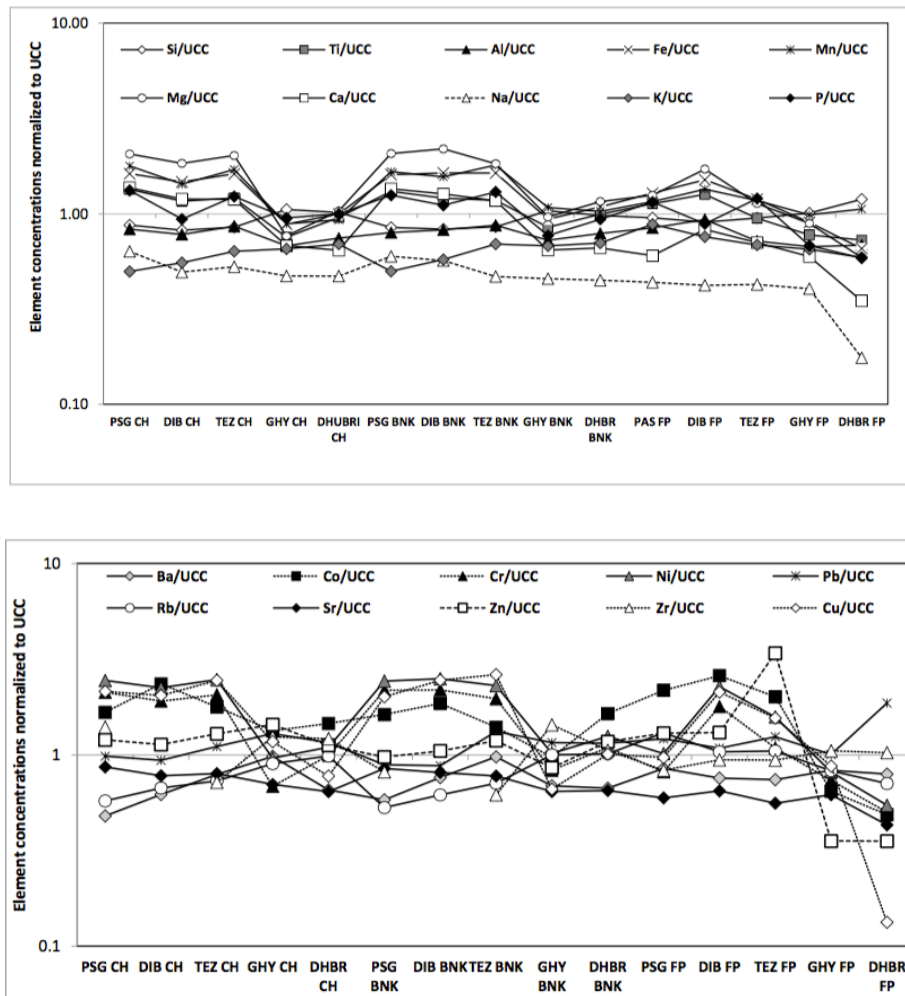 Element concentrations normalized to UCC
10.00
1.00
0.10
Si/UCC Ti/UCC Al/UCC Fe/UCC Mn/UCC
Mg/UCC Ca/UCC Na/UCC K/UCC P/UCC
PSG CH DIB CH TEZ CH GHY CH DHUBRI CH PSG BNK DIB BNK TEZ BNK GHY BNK DHBR BNK PAS FP DIB FP TEZ FP GHY FP DHBR FP
Element concentrations normalized to UCC
10
1
0.1
Ba/UCC Co/UCC Cr/UCC Ni/UCC Pb/UCC
Rb/UCC Sr/UCC Zn/UCC Zr/UCC Cu/UCC
PSG CH DIB CH TEZ CH GHY CH DHBR CH PSG BNK DIB BNK TEZ BNK GHY BNK DHBR BNK PSG FP DIB FP TEZ FP GHY FP DHBR FP